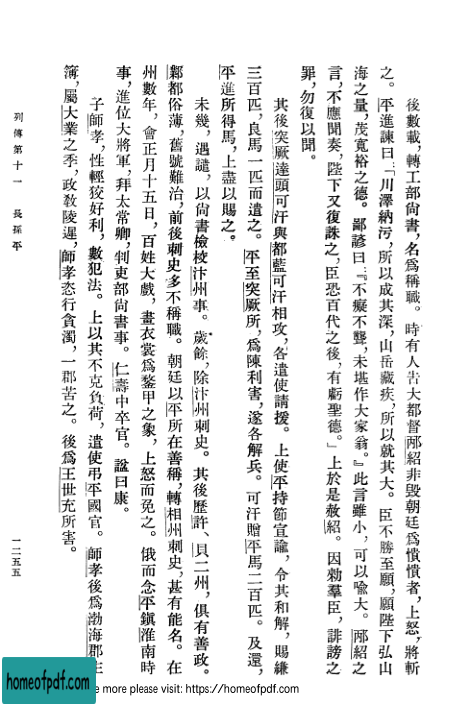 後數載，轉工部尚書，名爲稱職。時有人告大都督邴紹非毀朝廷爲憒憒者，上怒，將斬
之。平進諫曰：「川澤納污，所以成其深，山岳藏疾，所以就其大。臣不勝至願，願陛下弘山
海之量，茂寬裕之德。鄙諺曰：『不癡不聾，未堪作大家翁。』此言雖小，可以喻大。邴紹之
言，不應聞奏，陛下又復誅之，臣恐百代之後，有虧聖德。」上於是赦紹。因勑羣臣，誹謗之
罪，勿復以聞。
其後突厥達頭可汗與都藍可汗相攻，各遣使請援。上使平持節宣諭，令其和解，賜縑
三百匹，良馬一匹而遣之。平至突厥所，爲陳利害，遂各解兵。可汗贈平馬二百匹。及還，
平進所得馬，上盡以賜之。
未幾，遇譴，以尚書檢校汴州事。歲餘，除汴州刺史。其後歷許、貝二州，俱有善政。
鄴都俗薄，舊號難治，前後刺史多不稱職。朝廷以平所在善稱，轉相州刺史，甚有能名。在
州數年，會正月十五日，百姓大戲，畫衣裳爲鍪甲之象，上怒而免之。俄而念平鎮淮南時
事，進位大將軍，拜太常卿，判吏部尚書事。仁壽中卒官。諡曰康。
子師孝，性輕狡好利，數犯法。上以其不克負荷，遣使弔平國官。師孝後爲渤海郡主
簿，屬大業之季，政敎陵遲，師孝恣行貪濁，一郡苦之。後爲王世充所害。
列傳第十一 長孫平
一二五五
homeofpdf.com
e more please visit: https://homeofpdf.com